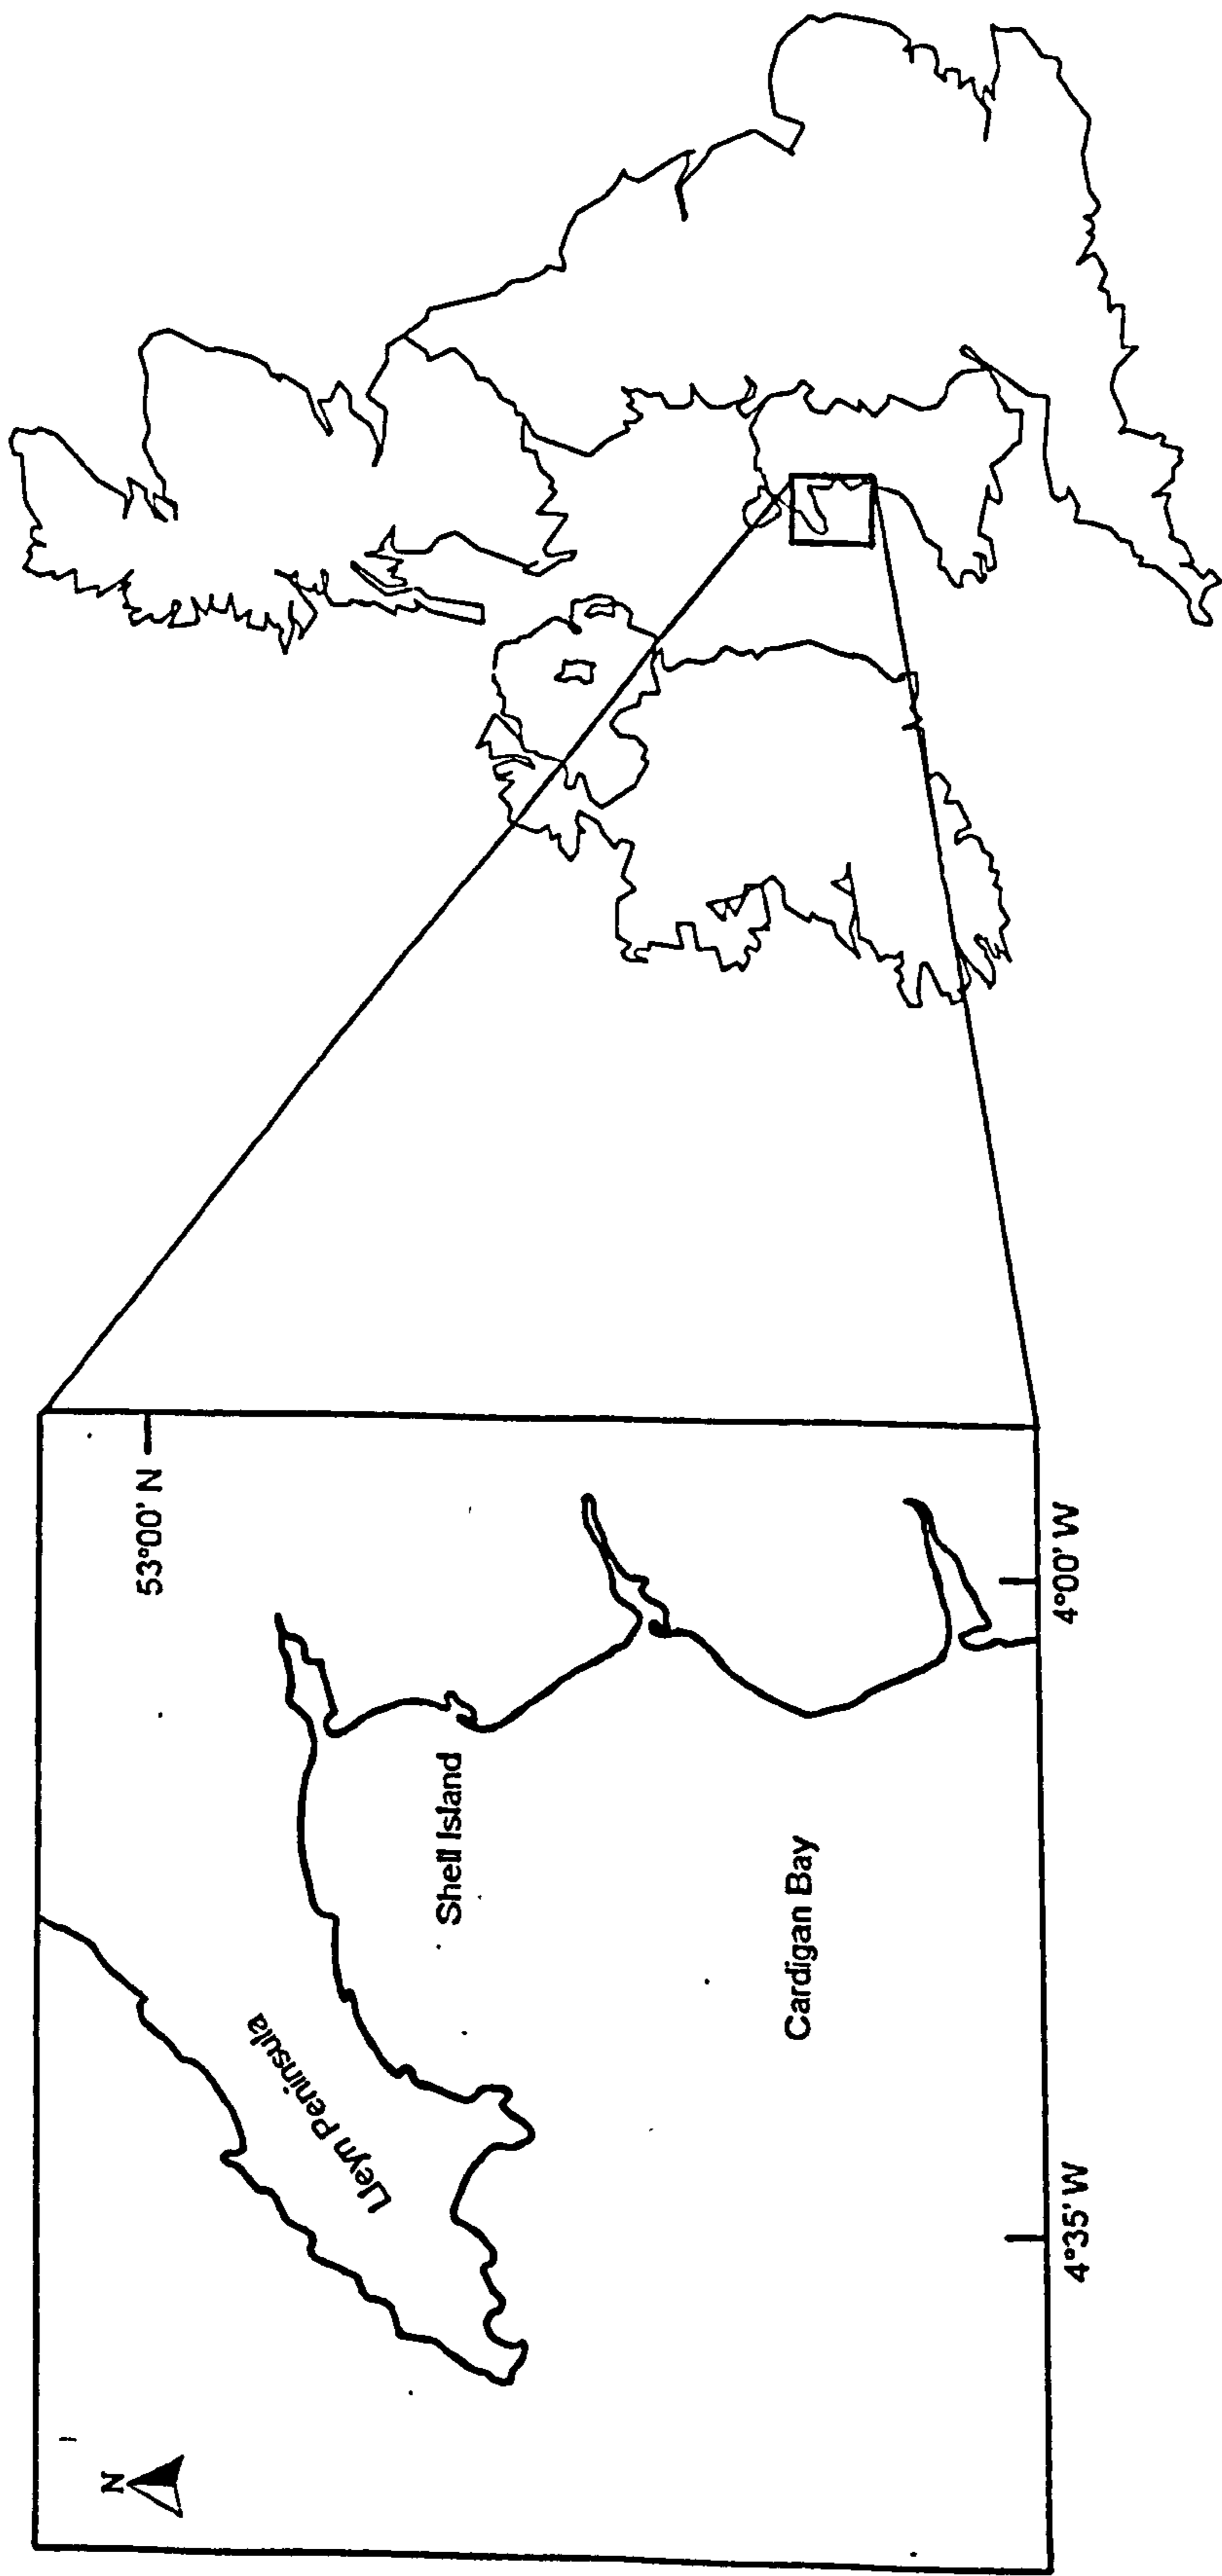 N
53°00' N
Lleyn Peninsula
Shell Island
Cardigan Bay
4°35' W
4°00' W